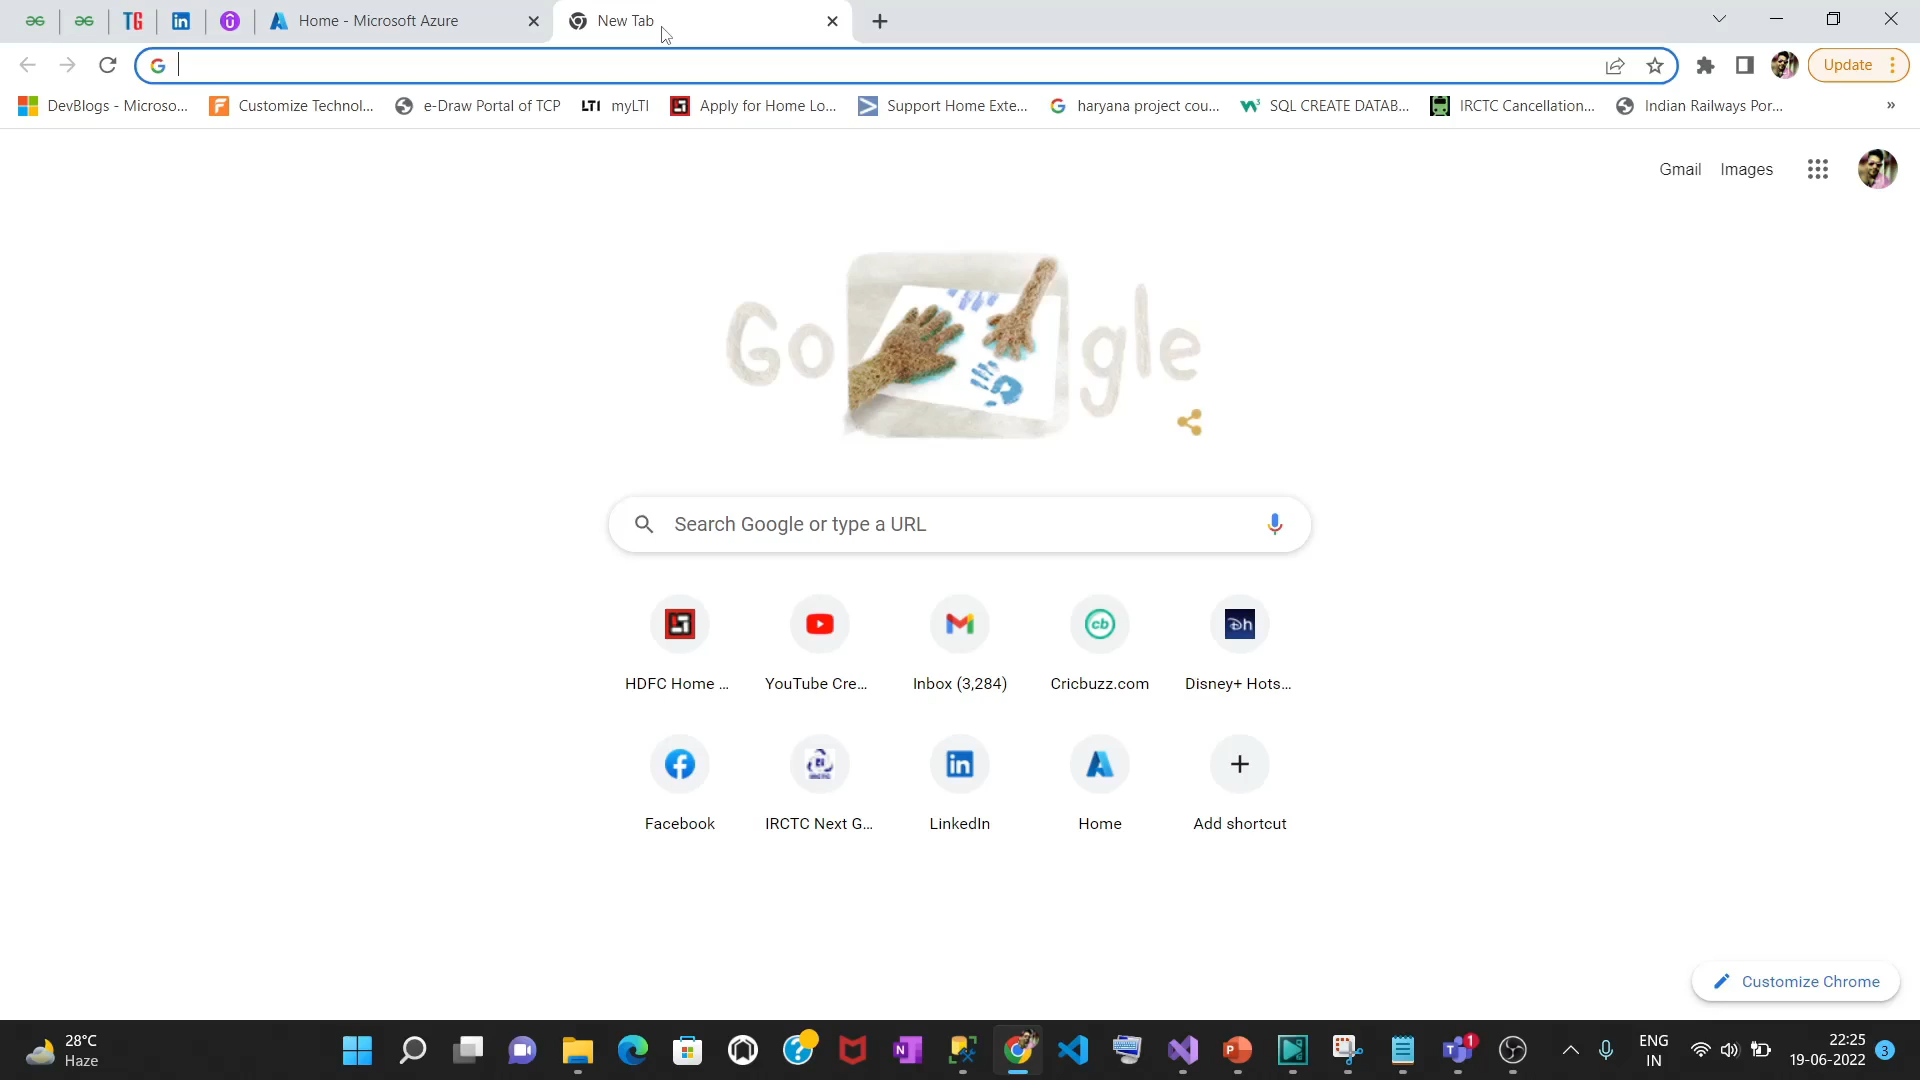 Home - Microsoft Azure
New Tab
Update
DevBlogs - Microso...
Customize Technol...
e-Draw Portal of TCP
LTI myLTI
Apply for Home Lo...
Support Home Exte...
haryana project cou...
SQL CREATE DATAB...
IRCTC Cancellation...
Indian Railways Por...
»
Gmail Images
Google
Search Google or type a URL
HDFC Home ...
YouTube Cre...
Inbox (3,284)
Cricbuzz.com
Disney+ Hots...
Facebook
IRCTC Next G...
LinkedIn
Home
Add shortcut
Customize Chrome
28°C
Haze
ENG
IN
22:25
19-06-2022
3